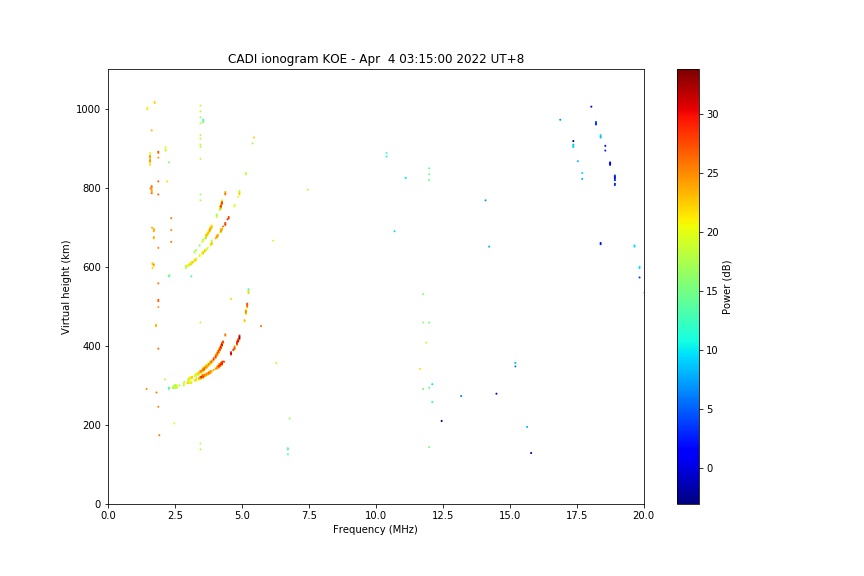 CADI ionogram KOE - Apr  4 03:15:00 2022 UT+8
1000
800
600
400
200
0
Virtual height (km)
0.0 2.5 5.0 7.5 10.0 12.5 15.0 17.5 20.0
Frequency (MHz)
30
25
20
15
10
5
0
Power (dB)